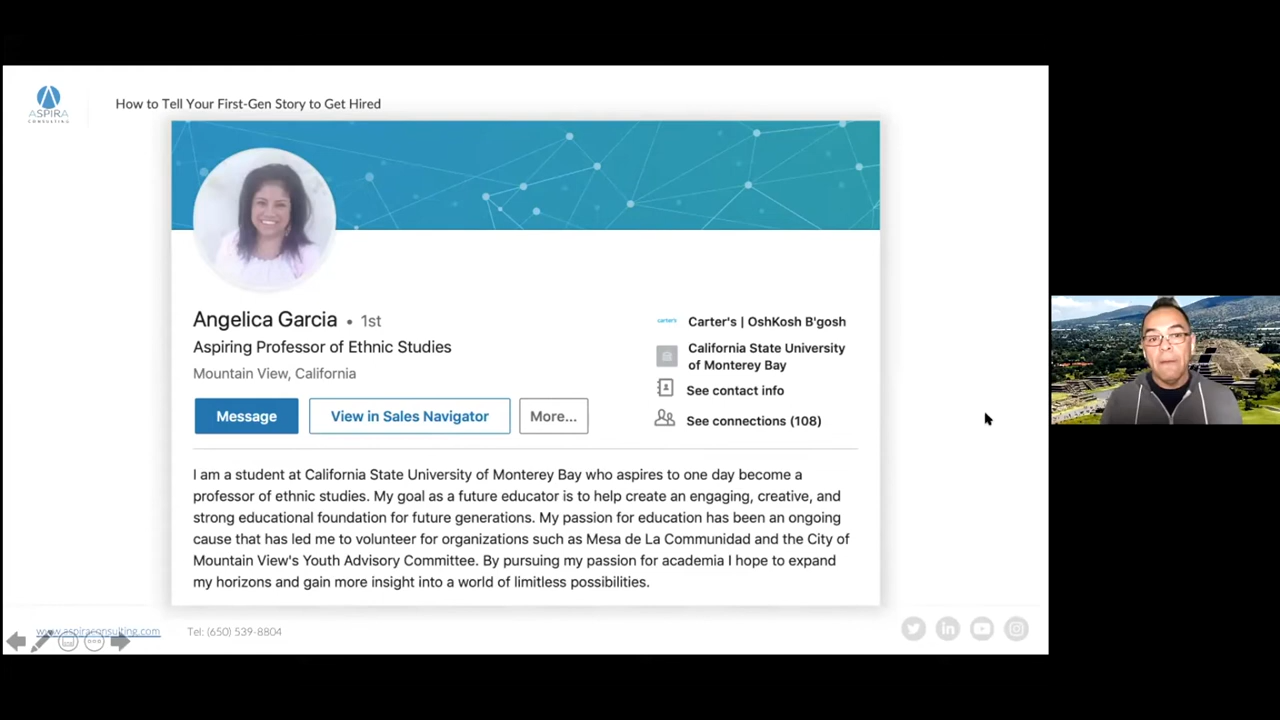 ASPIRA
CONSULTING
How to Tell Your First-Gen Story to Get Hired
Angelica Garcia • 1st
Aspiring Professor of Ethnic Studies
Mountain View, California
Message
View in Sales Navigator
More...
carter's
Carter's | OshKosh B'gosh
California State University
of Monterey Bay
See contact info
See connections (108)
I am a student at California State University of Monterey Bay who aspires to one day become a
professor of ethnic studies. My goal as a future educator is to help create an engaging, creative, and
strong educational foundation for future generations. My passion for education has been an ongoing
cause that has led me to volunteer for organizations such as Mesa de La Communidad and the City of
Mountain View's Youth Advisory Committee. By pursuing my passion for academia I hope to expand
my horizons and gain more insight into a world of limitless possibilities.
www.aspiraconsulting.com
Tel: (650) 539-8804
in